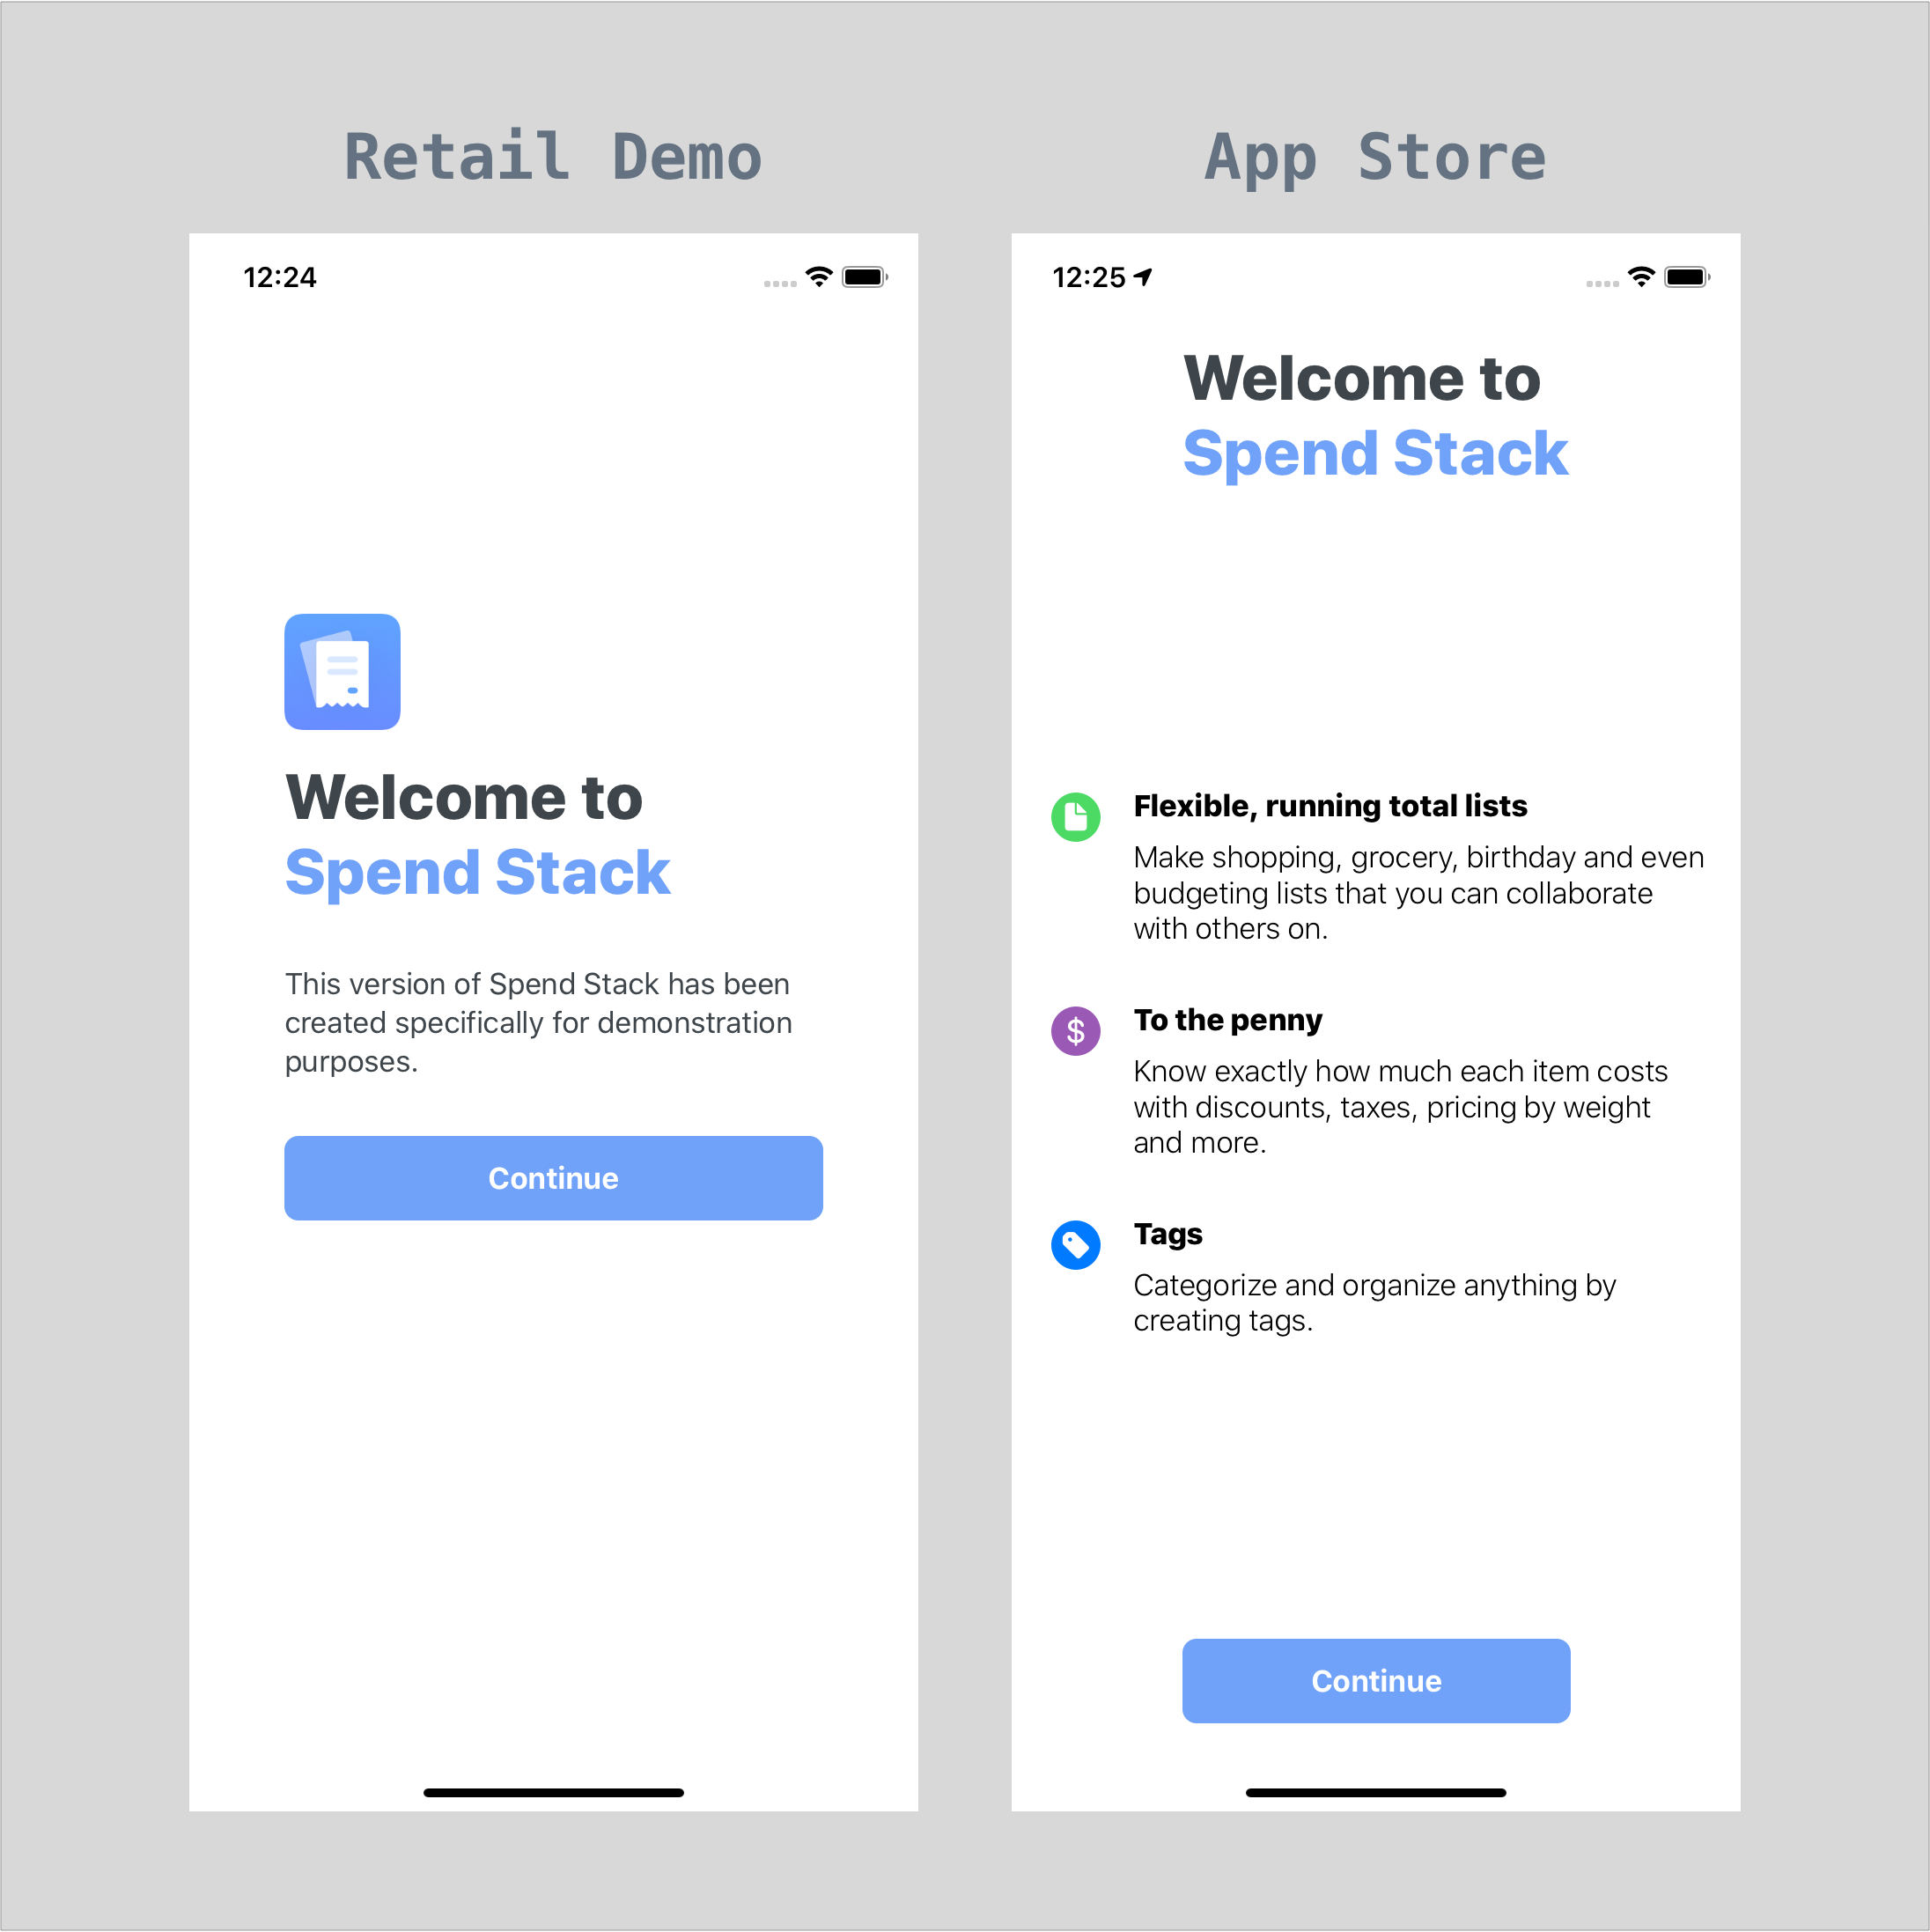 Retail Demo
App Store
12:24
Welcome to
Spend Stack
This version of Spend Stack has been
created specifically for demonstration
purposes.
Continue
12:25
Welcome to
Spend Stack
Flexible, running total lists
Make shopping, grocery, birthday and even
budgeting lists that you can collaborate
with others on.
$
To the penny
Know exactly how much each item costs
with discounts, taxes, pricing by weight
and more.
Tags
Categorize and organize anything by
creating tags.
Continue